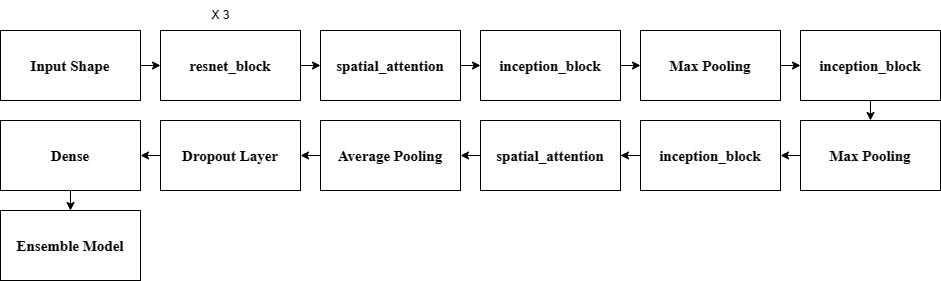 X 3
Input Shape
resnet_block
spatial_attention
inception_block
Max Pooling
inception_block
Max Pooling
inception_block
spatial_attention
Average Pooling
Dropout Layer
Dense
Ensemble Model